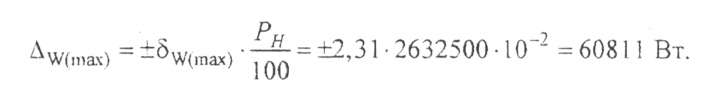 Δ_W(max) = ±δ_W(max) · P_H/100 = ±2,31 · 2632500 · 10⁻² = 60811 Вт.